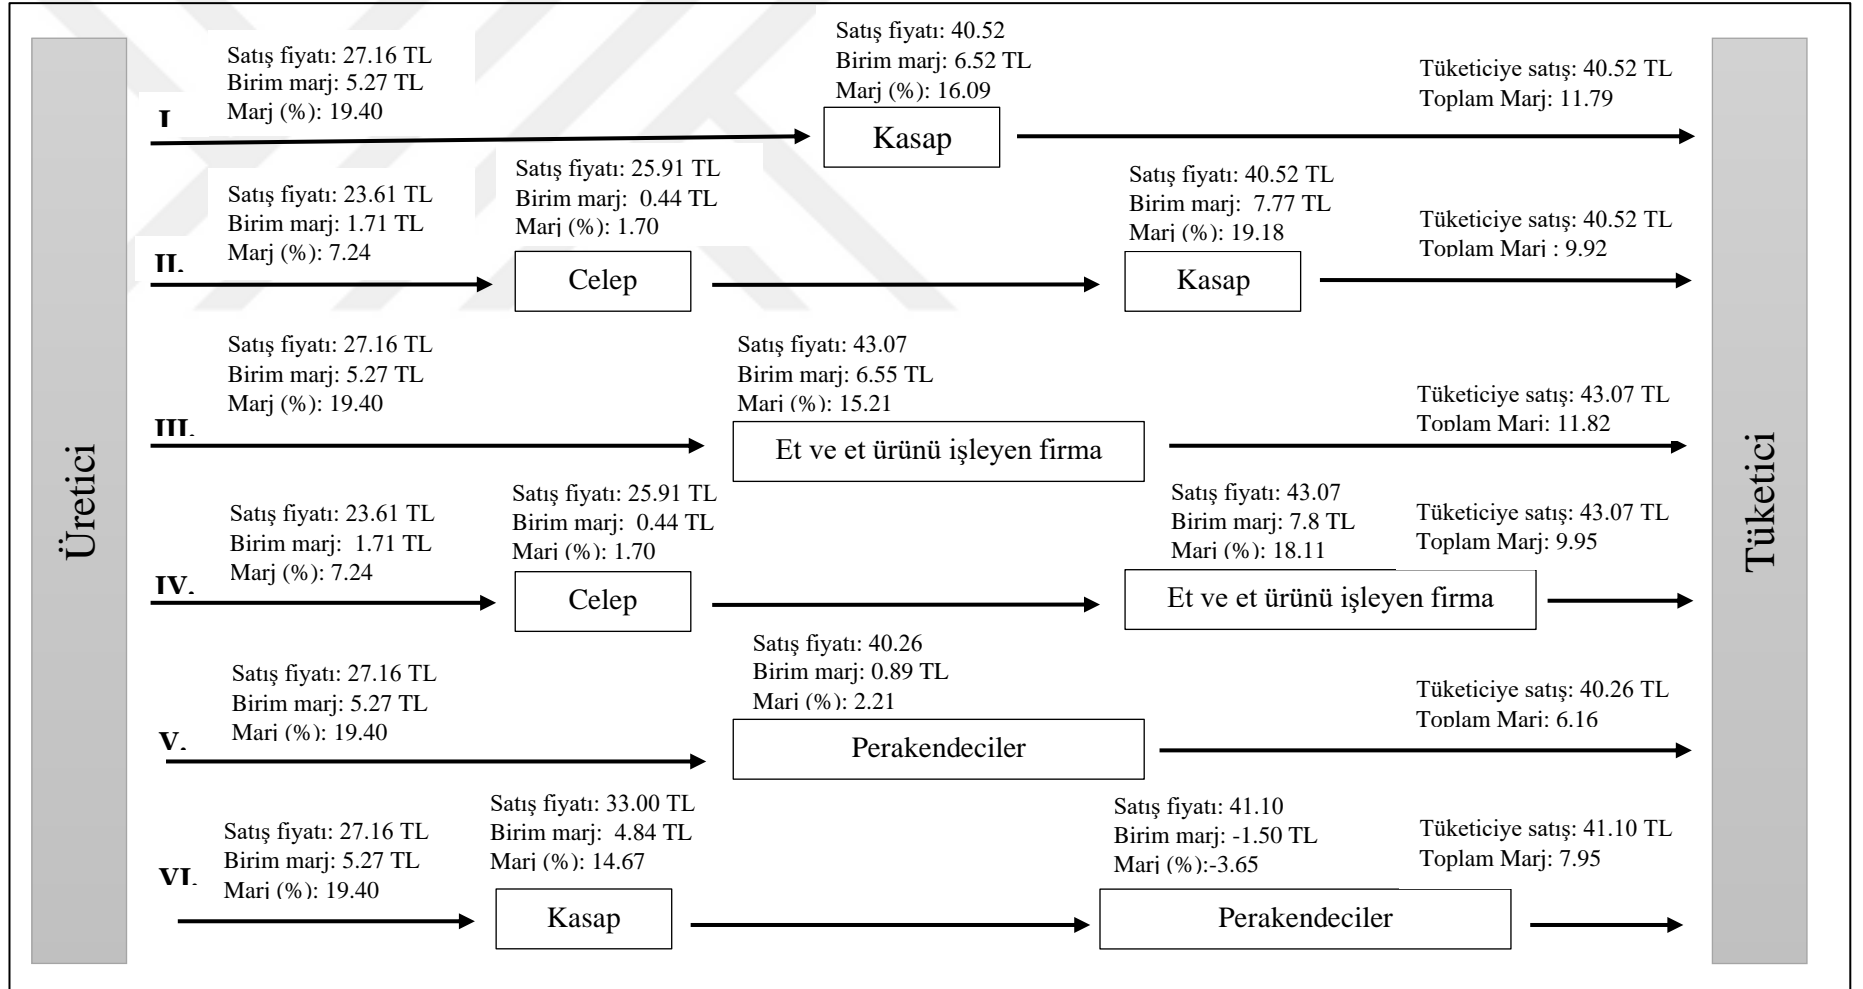 Üretici
Satış fiyatı: 27.16 TL
Birim marj: 5.27 TL
Marj (%): 19.40
I
Satış fiyatı: 40.52
Birim marj: 6.52 TL
Marj (%): 16.09
Kasap
Tüketiciye satış: 40.52 TL
Toplam Marj: 11.79
Satış fiyatı: 23.61 TL
Birim marj: 1.71 TL
Marj (%): 7.24
II.
Satış fiyatı: 25.91 TL
Birim marj: 0.44 TL
Marj (%): 1.70
Celep
Satış fiyatı: 40.52 TL
Birim marj: 7.77 TL
Marj (%): 19.18
Kasap
Tüketiciye satış: 40.52 TL
Toplam Marj : 9.92
Satış fiyatı: 27.16 TL
Birim marj: 5.27 TL
Marj (%): 19.40
III.
Satış fiyatı: 43.07
Birim marj: 6.55 TL
Marj (%): 15.21
Et ve et ürünü işleyen firma
Tüketiciye satış: 43.07 TL
Toplam Marj: 11.82
Satış fiyatı: 23.61 TL
Birim marj: 1.71 TL
Marj (%): 7.24
IV.
Satış fiyatı: 25.91 TL
Birim marj: 0.44 TL
Marj (%): 1.70
Celep
Satış fiyatı: 43.07
Birim marj: 7.8 TL
Marj (%): 18.11
Et ve et ürünü işleyen firma
Tüketiciye satış: 43.07 TL
Toplam Marj: 9.95
Satış fiyatı: 27.16 TL
Birim marj: 5.27 TL
Marj (%): 19.40
V.
Satış fiyatı: 40.26
Birim marj: 0.89 TL
Marj (%): 2.21
Perakendeciler
Tüketiciye satış: 40.26 TL
Toplam Marj: 6.16
Satış fiyatı: 27.16 TL
Birim marj: 5.27 TL
Marj (%): 19.40
VI.
Satış fiyatı: 33.00 TL
Birim marj: 4.84 TL
Marj (%): 14.67
Kasap
Satış fiyatı: 41.10
Birim marj: -1.50 TL
Marj (%):-3.65
Perakendeciler
Tüketiciye satış: 41.10 TL
Toplam Marj: 7.95
Tüketici